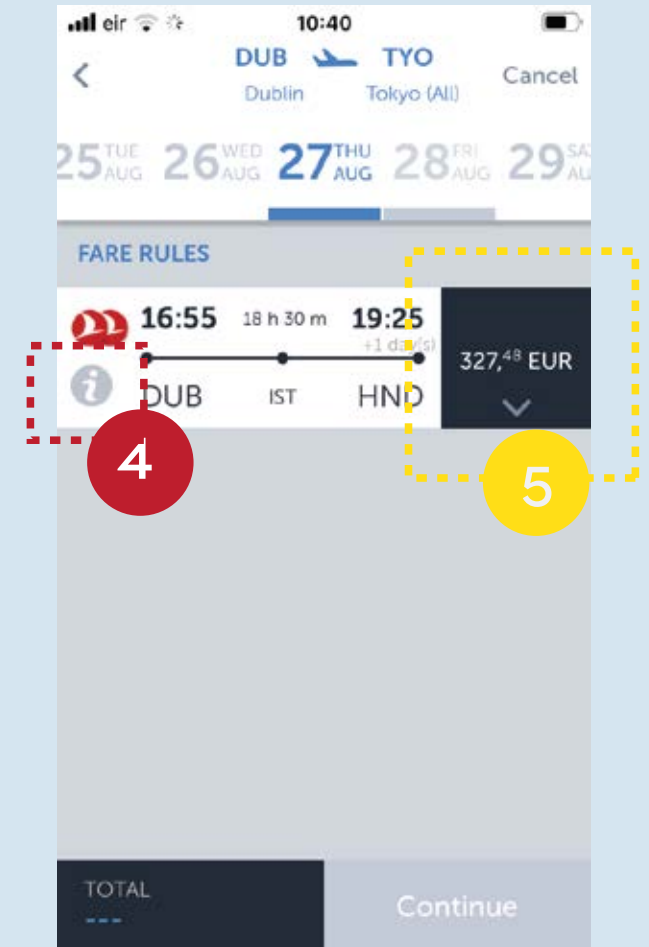 eir 10:40
DUB TYO
Dublin Tokyo (All) Cancel
25 TUE AUG 26 WED AUG 27 THU AUG 28 FRI AUG 29 SA AU
FARE RULES
16:55 18 h 30 m 19:25
+1 day(s)
327,48 EUR
i DUB IST HND
4
5
TOTAL
---
Continue